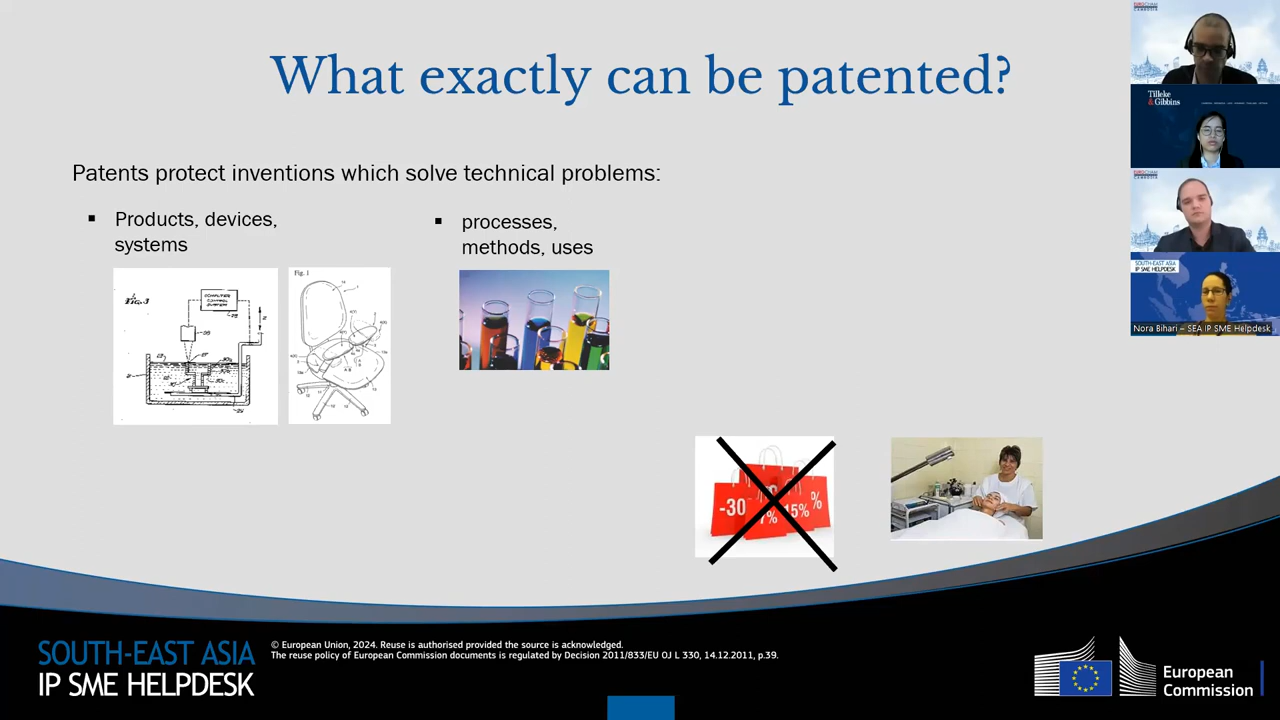 What exactly can be patented?
Patents protect inventions which solve technical problems:
▪ Products, devices,
systems
▪ processes,
methods, uses
Fig. 3
COMPUTER
CONTROL
SYSTEM
Fig. 1
-30
%
15%
%
Tilleke
& Gibbins
SOUTH-EAST ASIA
IP SME HELPDESK
Nora Bihari – SEA IP SME Helpdesk
SOUTH-EAST ASIA
IP SME HELPDESK
© European Union, 2024. Reuse is authorised provided the source is acknowledged.
The reuse policy of European Commission documents is regulated by Decision 2011/833/EU OJ L 330, 14.12.2011, p.39.
European
Commission